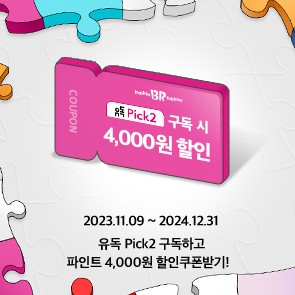 baskin BR robbins
COUPON
유독 Pick2 구독 시
4,000원 할인
2023.11.09 ~ 2024.12.31
유독 Pick2 구독하고
파인트 4,000원 할인쿠폰받기!